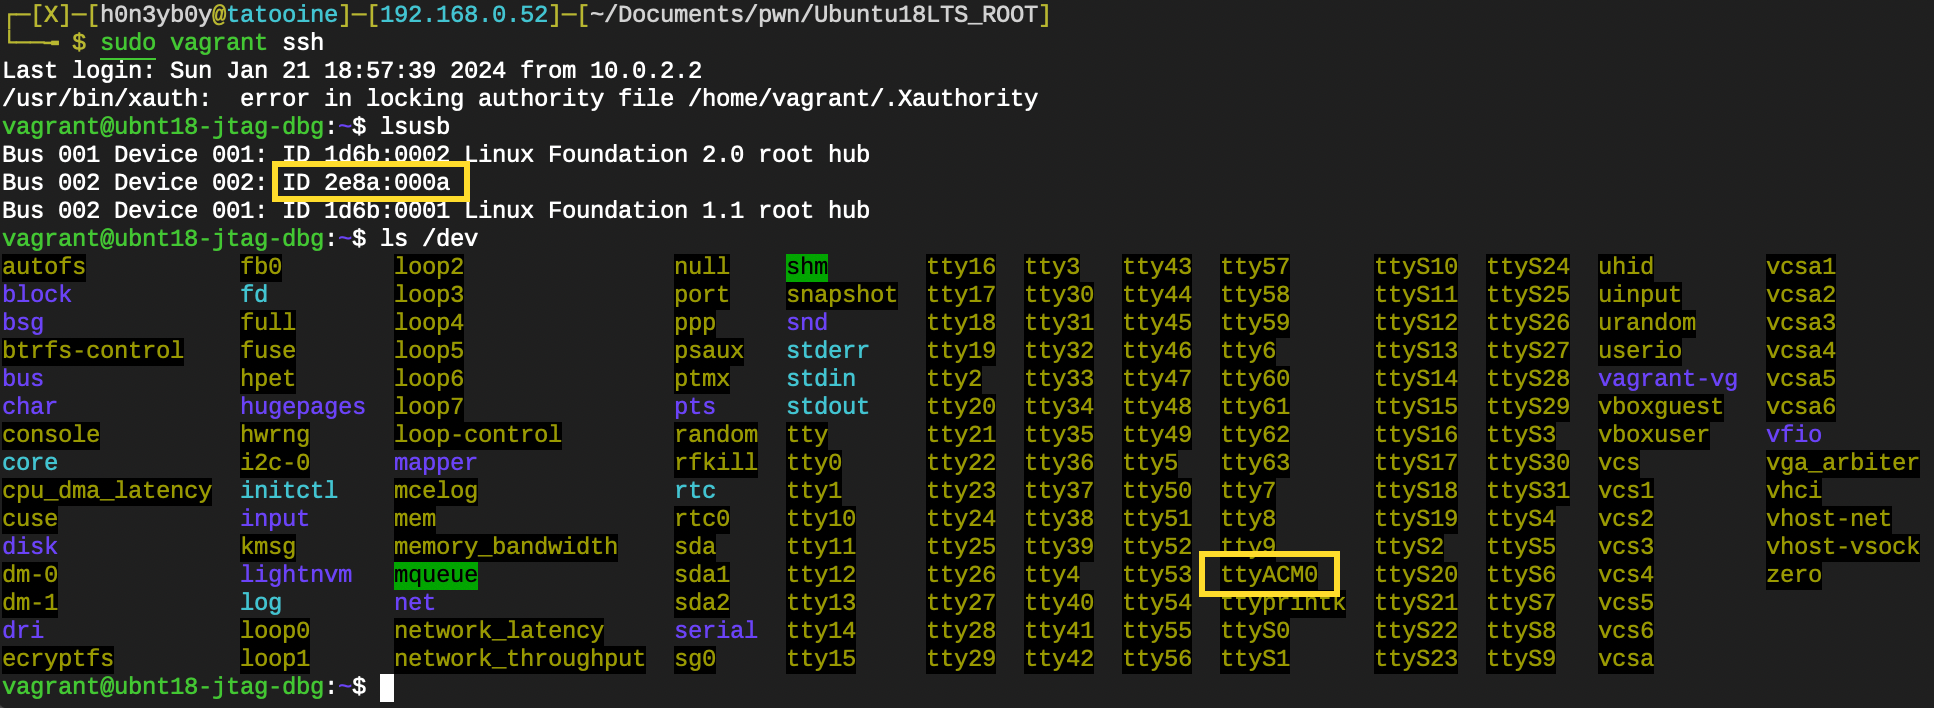 ┌─[X]─[h0n3yb0y@tatooine]─[192.168.0.52]─[~/Documents/pwn/Ubuntu18LTS_ROOT]
└──╼ $ sudo vagrant ssh
Last login: Sun Jan 21 18:57:39 2024 from 10.0.2.2
/usr/bin/xauth:  error in locking authority file /home/vagrant/.Xauthority
vagrant@ubnt18-jtag-dbg:~$ lsusb
Bus 001 Device 001: ID 1d6b:0002 Linux Foundation 2.0 root hub
Bus 002 Device 002: ID 2e8a:000a
Bus 002 Device 001: ID 1d6b:0001 Linux Foundation 1.1 root hub
vagrant@ubnt18-jtag-dbg:~$ ls /dev
autofs fb0 loop2 null shm tty16 tty3 tty43 tty57 ttyS10 ttyS24 uhid vcsa1
block fd loop3 port snapshot tty17 tty30 tty44 tty58 ttyS11 ttyS25 uinput vcsa2
bsg full loop4 ppp snd tty18 tty31 tty45 tty59 ttyS12 ttyS26 urandom vcsa3
btrfs-control fuse loop5 psaux stderr tty19 tty32 tty46 tty6 ttyS13 ttyS27 userio vcsa4
bus hpet loop6 ptmx stdin tty2 tty33 tty47 tty60 ttyS14 ttyS28 vagrant-vg vcsa5
char hugepages loop7 pts stdout tty20 tty34 tty48 tty61 ttyS15 ttyS29 vboxguest vcsa6
console hwrng loop-control random tty tty21 tty35 tty49 tty62 ttyS16 ttyS3 vboxuser vfio
core i2c-0 mapper rfkill tty0 tty22 tty36 tty5 tty63 ttyS17 ttyS30 vcs vga_arbiter
cpu_dma_latency initctl mcelog rtc tty1 tty23 tty37 tty50 tty7 ttyS18 ttyS31 vcs1 vhci
cuse input mem rtc0 tty10 tty24 tty38 tty51 tty8 ttyS19 ttyS4 vcs2 vhost-net
disk kmsg memory_bandwidth sda tty11 tty25 tty39 tty52 tty9 ttyS2 ttyS5 vcs3 vhost-vsock
dm-0 lightnvm mqueue sda1 tty12 tty26 tty4 tty53 ttyACM0 ttyS20 ttyS6 vcs4 zero
dm-1 log net sda2 tty13 tty27 tty40 tty54 ttyprintk ttyS21 ttyS7 vcs5
dri loop0 network_latency serial tty14 tty28 tty41 tty55 ttyS0 ttyS22 ttyS8 vcs6
ecryptfs loop1 network_throughput sg0 tty15 tty29 tty42 tty56 ttyS1 ttyS23 ttyS9 vcsa
vagrant@ubnt18-jtag-dbg:~$